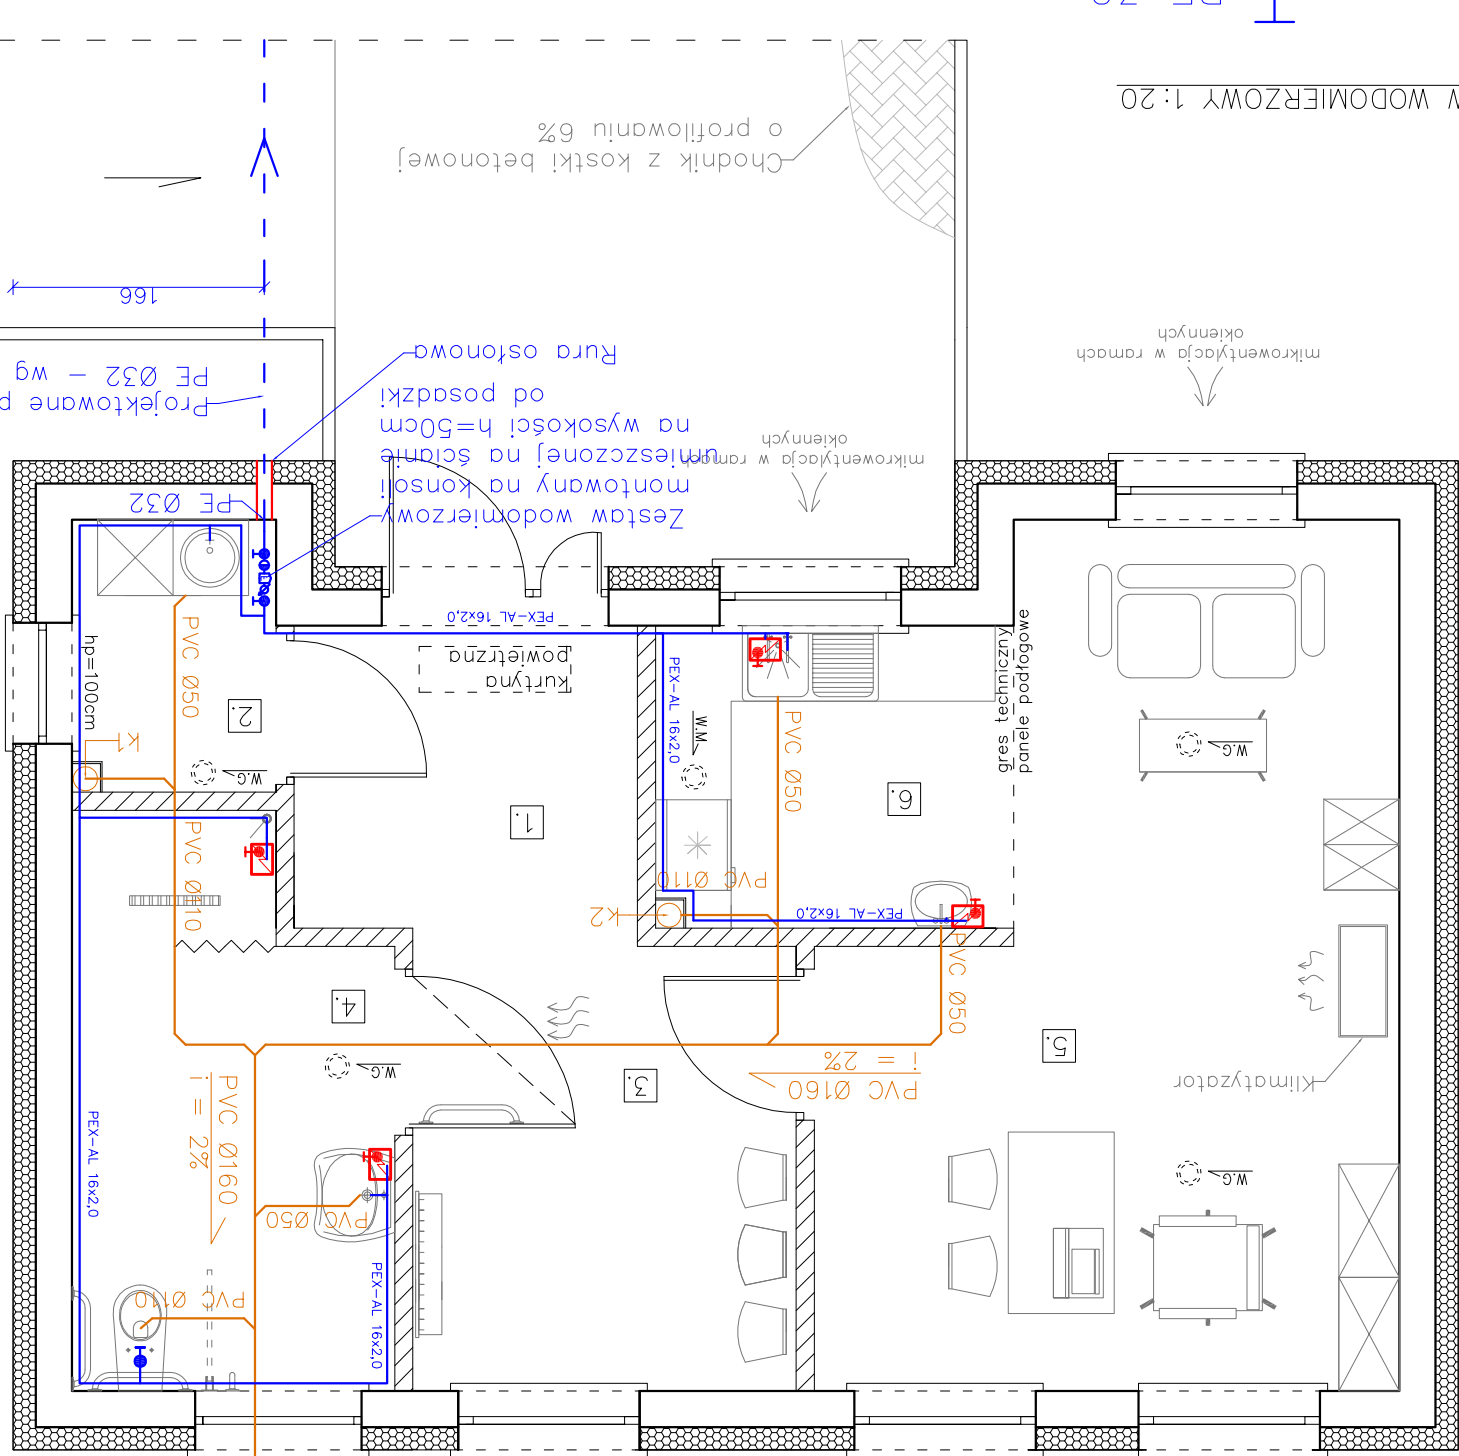 PE Ø32 – wg
Projektowane
166
PE Ø32
Rura osłonowa
Zestaw wodomierzowy
montowany na konsoli
umieszczonej na ścianie
na wysokości h=50cm
od posadzki
Chodnik z kostki betonowej
o profilowaniu 6%
WODOMIERZOWY 1:20
mikrowentylacja w ramach
okiennych
mikrowentylacja w ramach
okiennych
PEX-AL 16x2,0
kurtyna
powietrzna
hp=100cm
PVC Ø50
2.
k1
W.G
PEX-AL 16x2,0
W.M
PVC Ø50
6.
gres techniczny
panele podłogowe
W.G
1.
PVC Ø110
PVC Ø110
k2
PEX-AL 16x2,0
PVC Ø50
4.
W.G
3.
PVC Ø160
i = 2%
5.
Klimatyzator
PVC Ø160
i = 2%
PEX-AL 16x2,0
PVC Ø50
W.G
PVC Ø110
PEX-AL 16x2,0